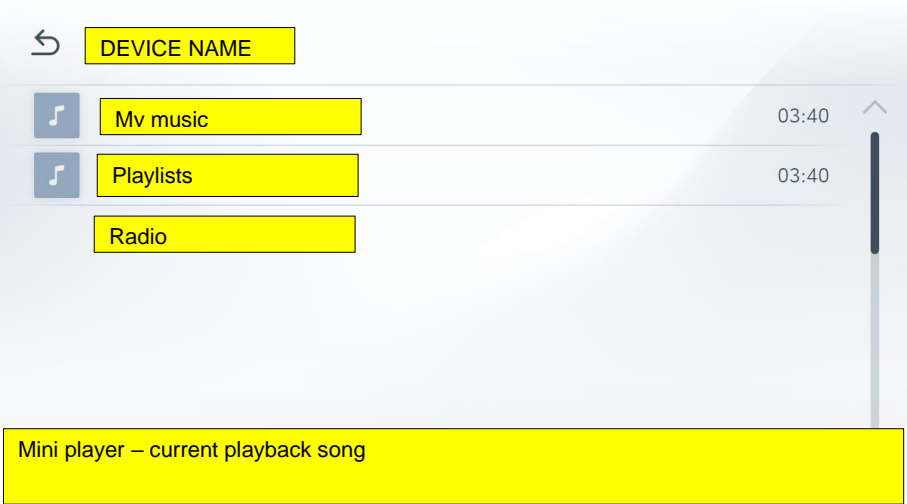 DEVICE NAME
Mv music 03:40
Playlists 03:40
Radio
Mini player – current playback song